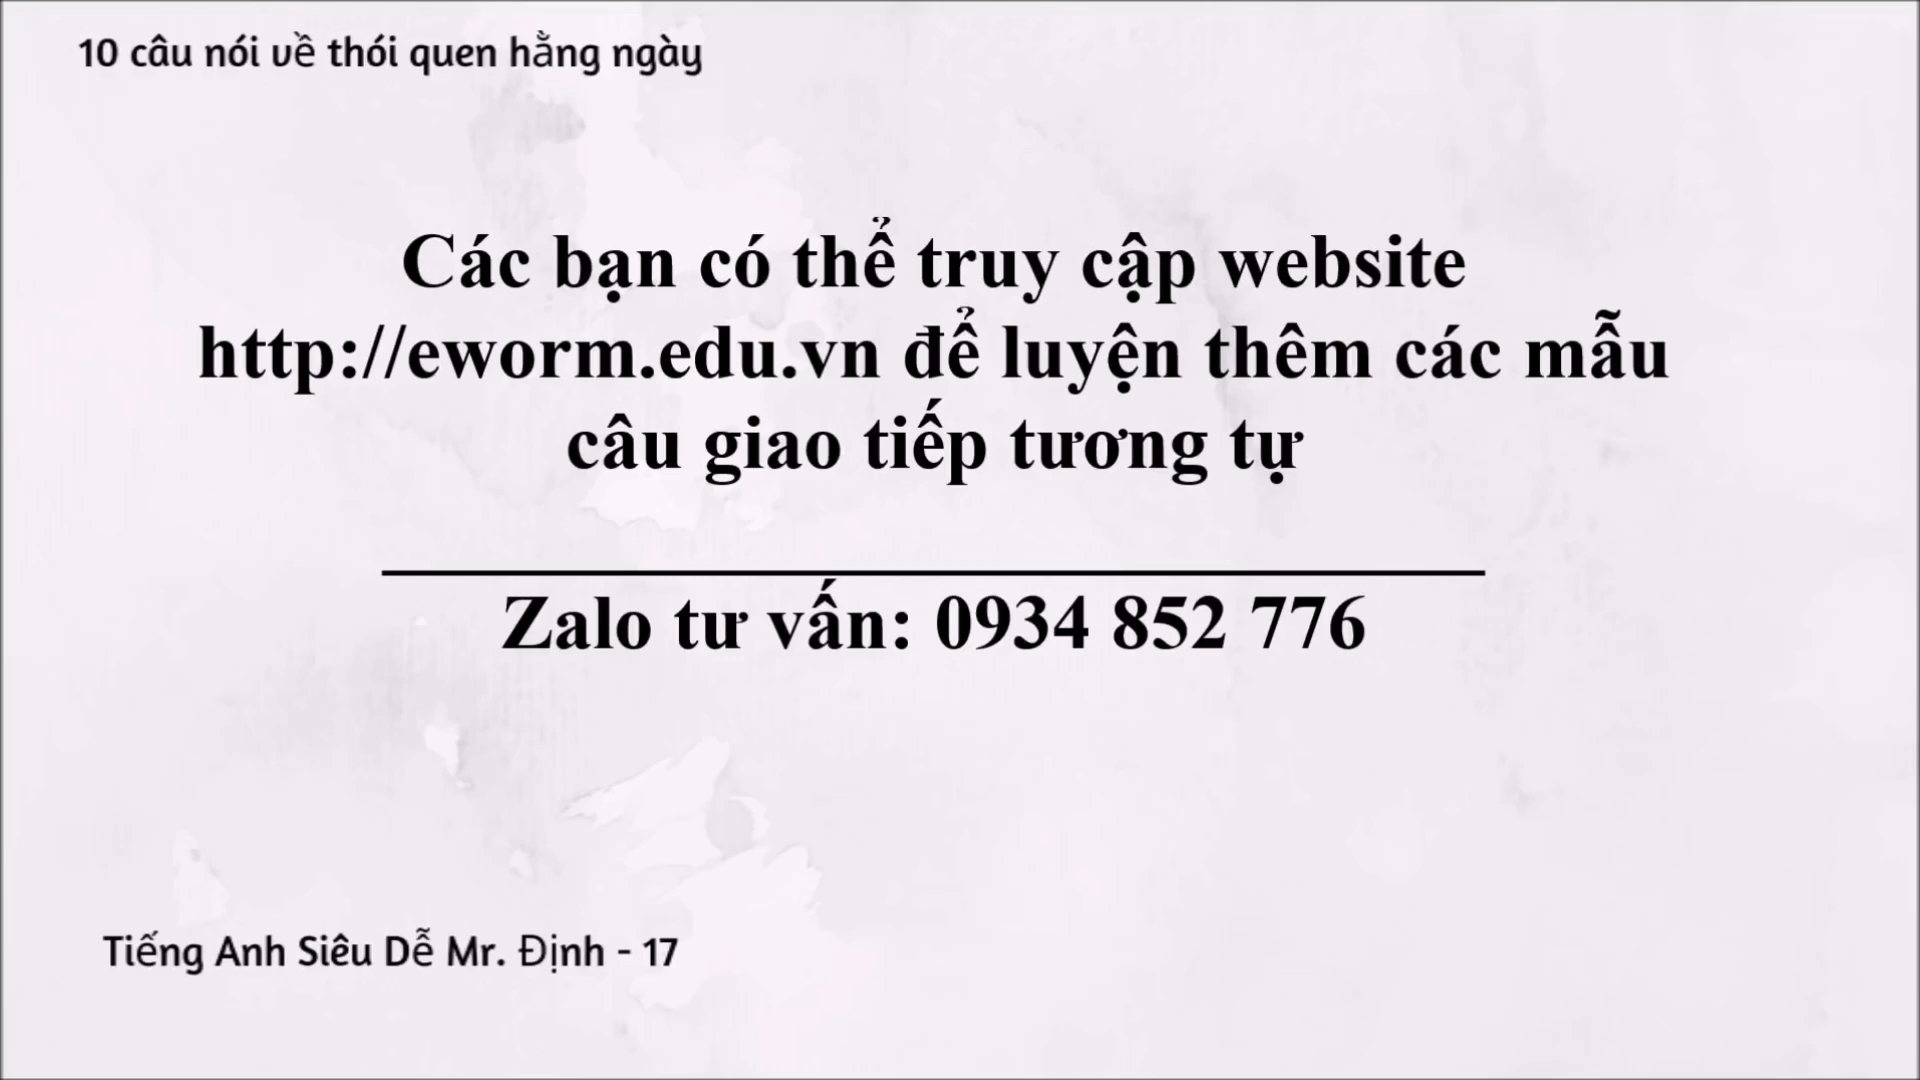 10 câu nói về thói quen hằng ngày
Các bạn có thể truy cập website
http://eworm.edu.vn để luyện thêm các mẫu
câu giao tiếp tương tự
Zalo tư vấn: 0934 852 776
Tiếng Anh Siêu Dễ Mr. Định - 17